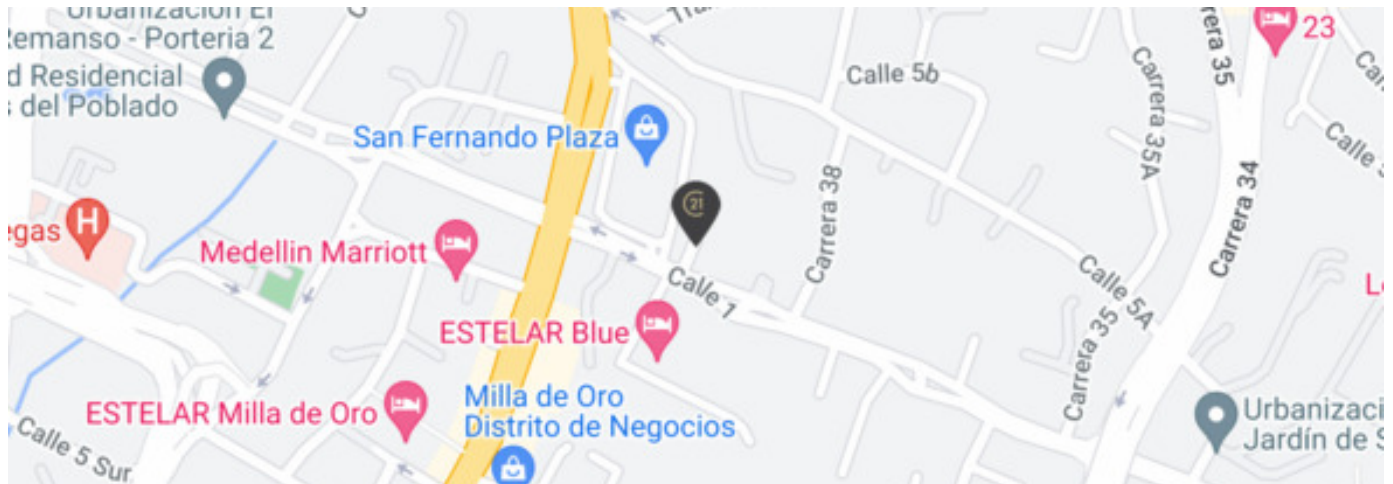 Urbanización El
Remanso - Porteria 2
d Residencial
s del Poblado
San Fernando Plaza
Calle 5b
Carrera 35
23
Carrera 35A
Carrera 38
Carrera 34
21
egas
H
Medellin Marriott
Calle 1
Calle 5A
ESTELAR Blue
Carrera 35
ESTELAR Milla de Oro
Milla de Oro
Distrito de Negocios
Calle 5 Sur
Urbanizaci
Jardín de S